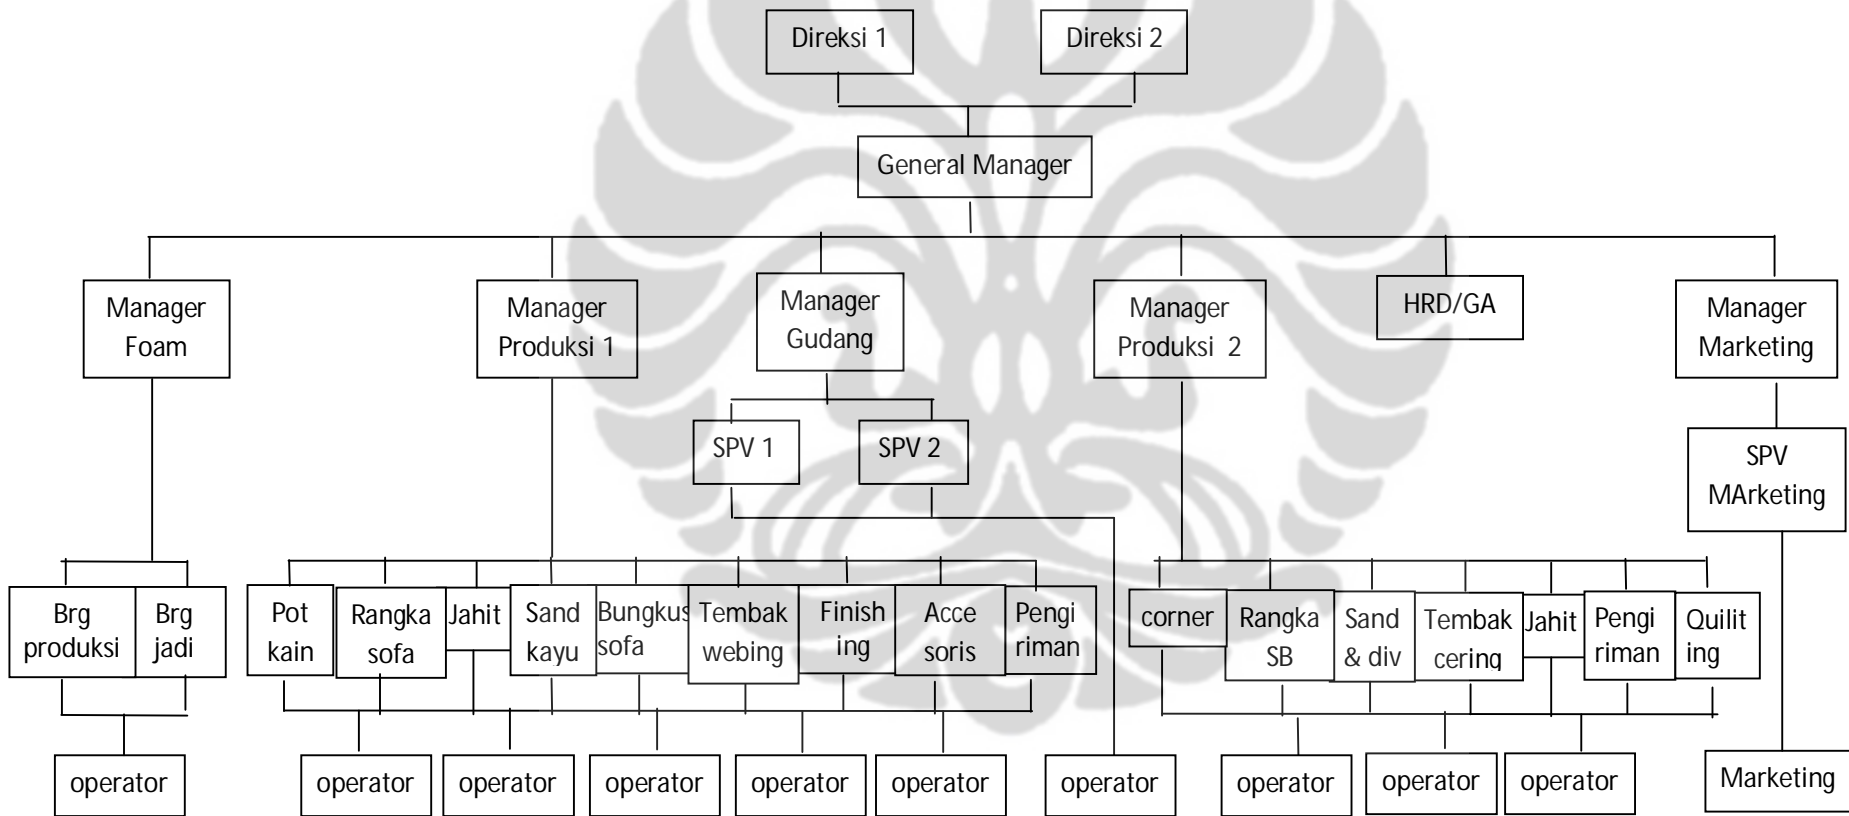 Direksi 1
Direksi 2
General Manager
Manager
Foam
Manager
Produksi 1
Manager
Gudang
Manager
Produksi 2
HRD/GA
Manager
Marketing
SPV 1
SPV 2
SPV
MArketing
Brg
produksi
Brg
jadi
Pot
kain
Rangka
sofa
Jahit
Sand
kayu
Bungkus
sofa
Tembak
webing
Finish
ing
Acce
soris
Pengi
riman
corner
Rangka
SB
Sand
& div
Tembak
cering
Jahit
Pengi
riman
Quilit
ing
operator
operator
operator
operator
operator
operator
operator
operator
operator
operator
Marketing